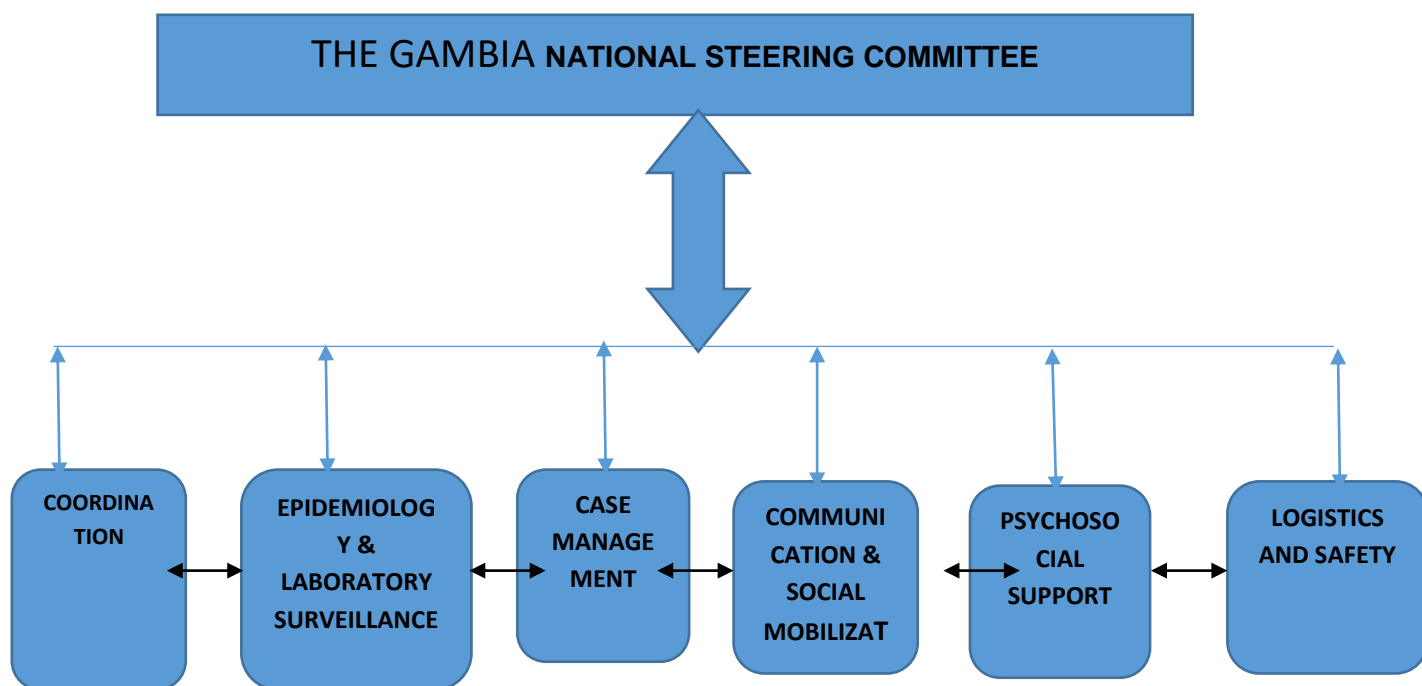 THE GAMBIA NATIONAL STEERING COMMITTEE
COORDINA
TION
EPIDEMIOLOG
Y &
LABORATORY
SURVEILLANCE
CASE
MANAGE
MENT
COMMUNI
CATION &
SOCIAL
MOBILIZAT
PSYCHOSO
CIAL
SUPPORT
LOGISTICS
AND SAFETY